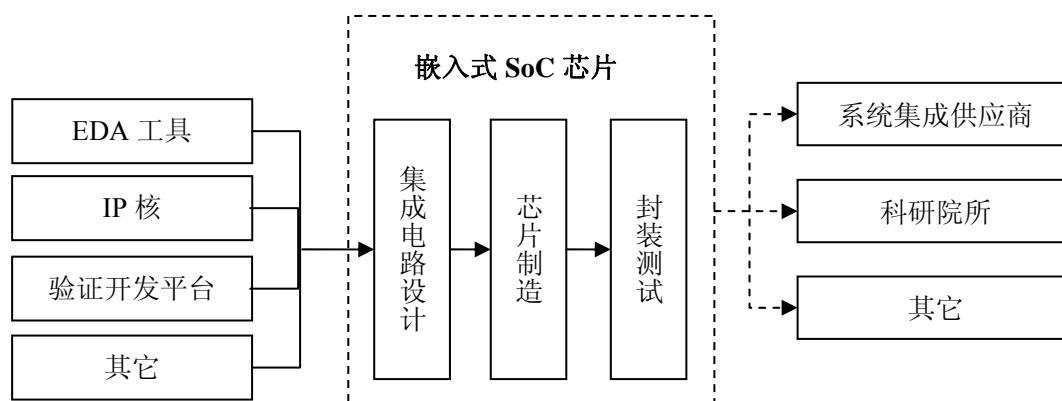 嵌入式 SoC 芯片
EDA 工具
IP 核
验证开发平台
其它
集成电路设计
芯片制造
封装测试
系统集成供应商
科研院所
其它